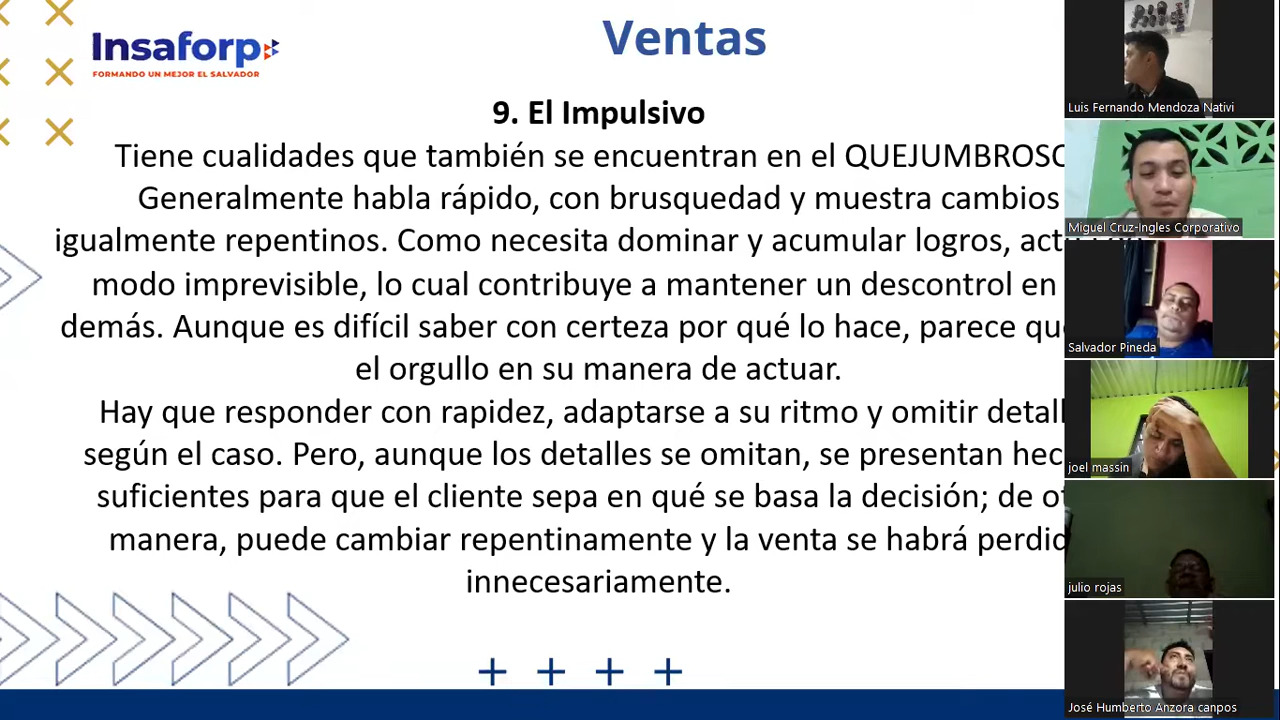 Insaforp
FORMANDO UN MEJOR EL SALVADOR
Ventas
9. El Impulsivo
Tiene cualidades que también se encuentran en el QUEJUMBROSO
Generalmente habla rápido, con brusquedad y muestra cambios
igualmente repentinos. Como necesita dominar y acumular logros,
modo imprevisible, lo cual contribuye a mantener un descontrol en
demás. Aunque es difícil saber con certeza por qué lo hace, parece
el orgullo en su manera de actuar.
Hay que responder con rapidez, adaptarse a su ritmo y omitir
según el caso. Pero, aunque los detalles se omitan, se presentan
suficientes para que el cliente sepa en qué se basa la decisión; de
manera, puede cambiar repentinamente y la venta se habrá
innecesariamente.
Luis Fernando Mendoza Nativi
Miguel Cruz-Ingles Corporativo
Salvador Pineda
joel massin
julio rojas
José Humberto Anzora canpos